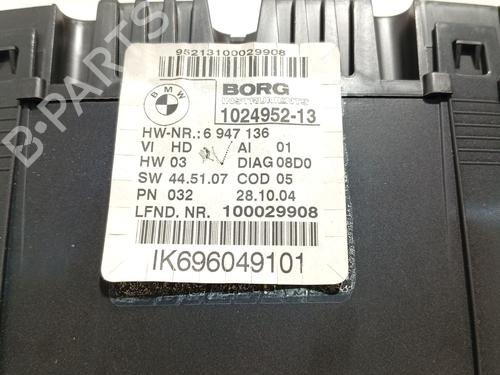 95213100029908
BMW
BORG
INSTRUMENTS
1024952-13
HW-NR.: 6 947 136
VI HD AI 01
HW 03 DIAG 08D0
SW 44.51.07 COD 05
PN 032 28.10.04
LFND. NR. 100029908
IK696049101
B-PARTS